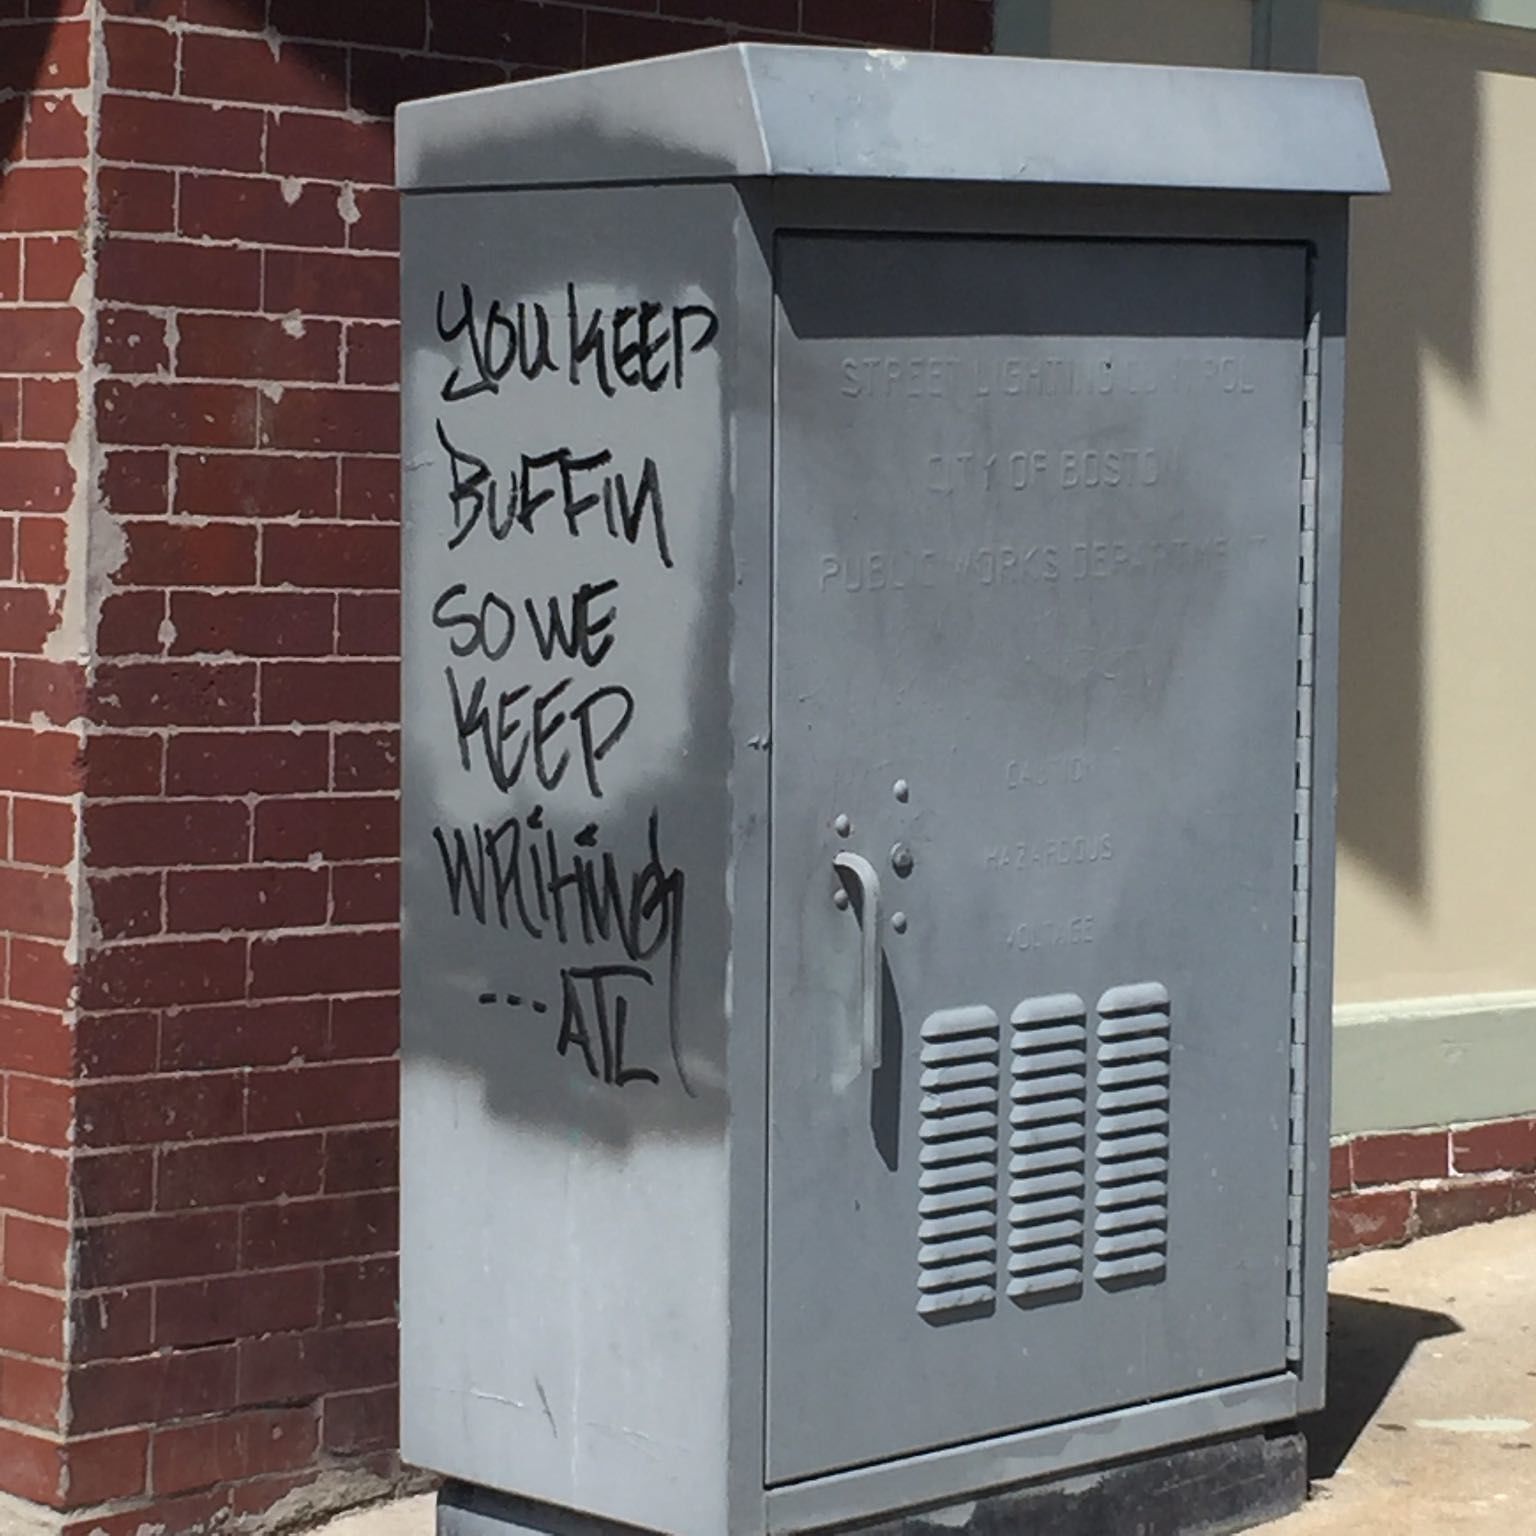 YOU KEEP
BUFFIN
SO WE
KEEP
WRiTiNG
--- ATL
STREET LIGHTING CONTROL
CITY OF BOSTON
PUBLIC WORKS DEPARTMENT
CAUTION
HAZARDOUS
VOLTAGE